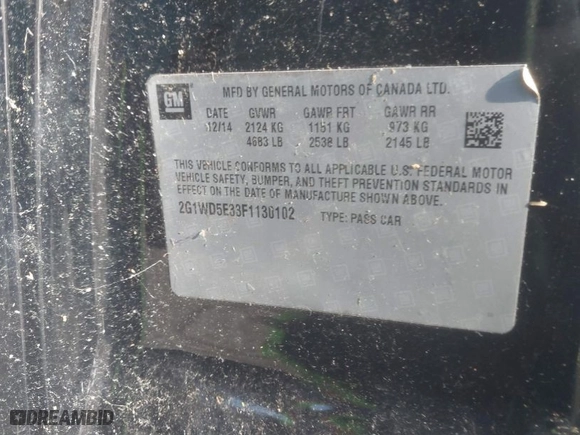 GM
MFD BY GENERAL MOTORS OF CANADA LTD.
DATE GVWR GAWR FRT GAWR RR
12/14 2124 KG 1151 KG 973 KG
4683 LB 2538 LB 2145 LB
THIS VEHICLE CONFORMS TO ALL APPLICABLE U.S. FEDERAL MOTOR
VEHICLE SAFETY, BUMPER, AND THEFT PREVENTION STANDARDS IN
EFFECT ON THE DATE OF MANUFACTURE SHOWN ABOVE.
2G1WD5E33F1130102 TYPE: PASS CAR
DREAMBID